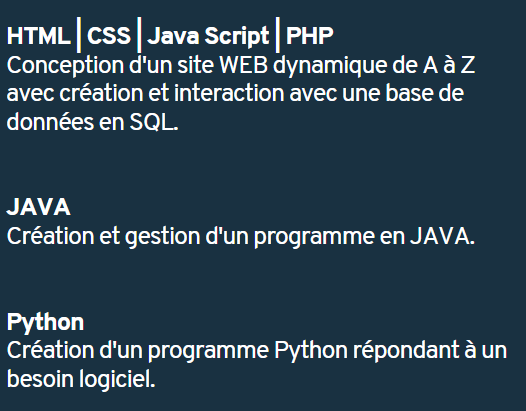 HTML | CSS | Java Script | PHP
Conception d'un site WEB dynamique de A à Z
avec création et interaction avec une base de
données en SQL.
JAVA
Création et gestion d'un programme en JAVA.
Python
Création d'un programme Python répondant à un
besoin logiciel.